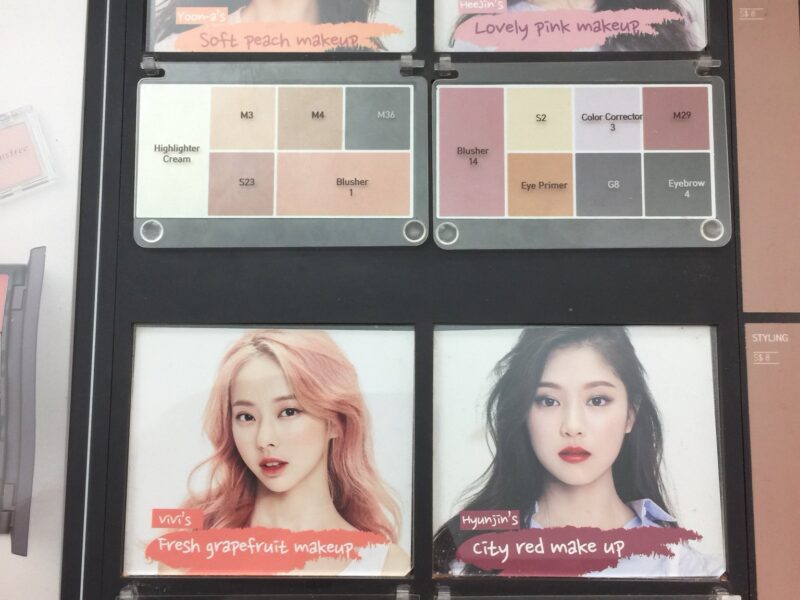 Yoon-a's
Soft peach makeup
HeeJin's
Lovely pink makeup
S$ 8
M3
M4
M36
Highlighter
Cream
S23
Blusher
1
Blusher
14
S2
Color Corrector
3
M29
Eye Primer
G8
Eyebrow
4
STYLING
S$ 8
ViVi's
Fresh grapefruit makeup
Hyunjin's
City red make up